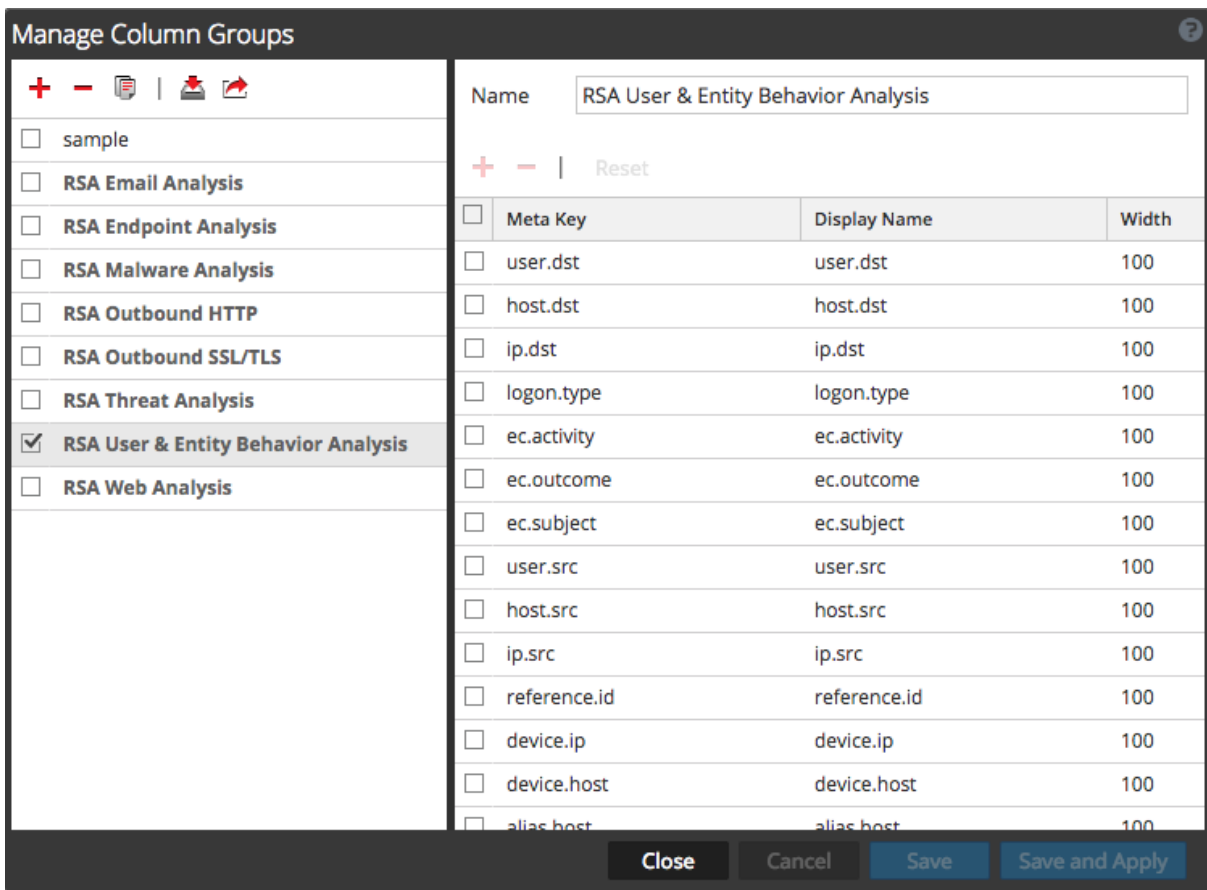 Manage Column Groups
?
Name RSA User & Entity Behavior Analysis
sample
RSA Email Analysis
RSA Endpoint Analysis
RSA Malware Analysis
RSA Outbound HTTP
RSA Outbound SSL/TLS
RSA Threat Analysis
RSA User & Entity Behavior Analysis
RSA Web Analysis
Reset
Meta Key Display Name Width
user.dst user.dst 100
host.dst host.dst 100
ip.dst ip.dst 100
logon.type logon.type 100
ec.activity ec.activity 100
ec.outcome ec.outcome 100
ec.subject ec.subject 100
user.src user.src 100
host.src host.src 100
ip.src ip.src 100
reference.id reference.id 100
device.ip device.ip 100
device.host device.host 100
alias.host alias.host 100
Close Cancel Save Save and Apply